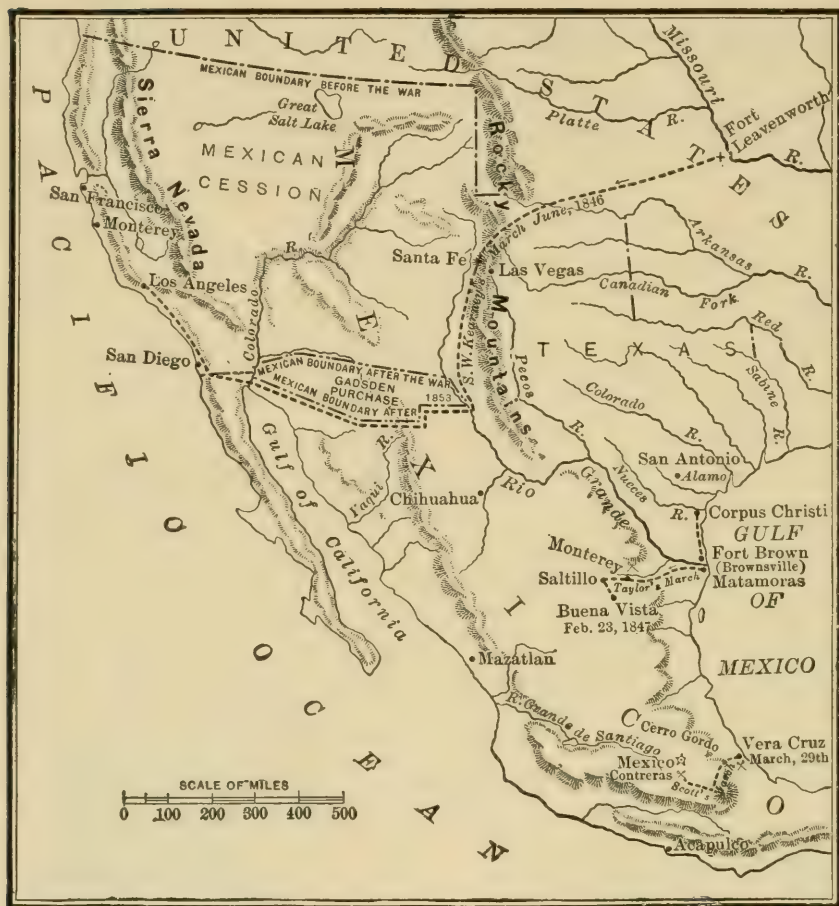 UNITED STATES
MEXICAN BOUNDARY BEFORE THE WAR
Missouri
R.
Platte R.
Fort
Leavenworth
Sierra Nevada
Great
Salt Lake
MEXICAN
CESSION
Rocky Mountains
PACIFIC OCEAN
MEXICO
San Francisco
Monterey
March June, 1846
S.W. Kearney's
Santa Fe
Las Vegas
Arkansas R.
Canadian
Fork
Los Angeles
Colorado
R.
Red
R.
TEXAS
San Diego
MEXICAN BOUNDARY AFTER THE WAR
GADSDEN
PURCHASE
MEXICAN BOUNDARY AFTER 1853
Pecos
R.
Colorado
R.
Sabine
R.
San Antonio
Alamo
Gulf of California
Yaqui R.
Chihuahua
Rio Grande
Nueces
R.
Corpus Christi
GULF
OF
MEXICO
Fort Brown
(Brownsville)
Matamoras
Monterey
Saltillo
Taylor's March
Buena Vista
Feb. 23, 1847
Mazatlan
R. Grande de Santiago
Cerro Gordo
Vera Cruz
March, 29th
Mexico
Contreras
Scott's March
Acapulco
SCALE OF MILES
0 100 200 300 400 500